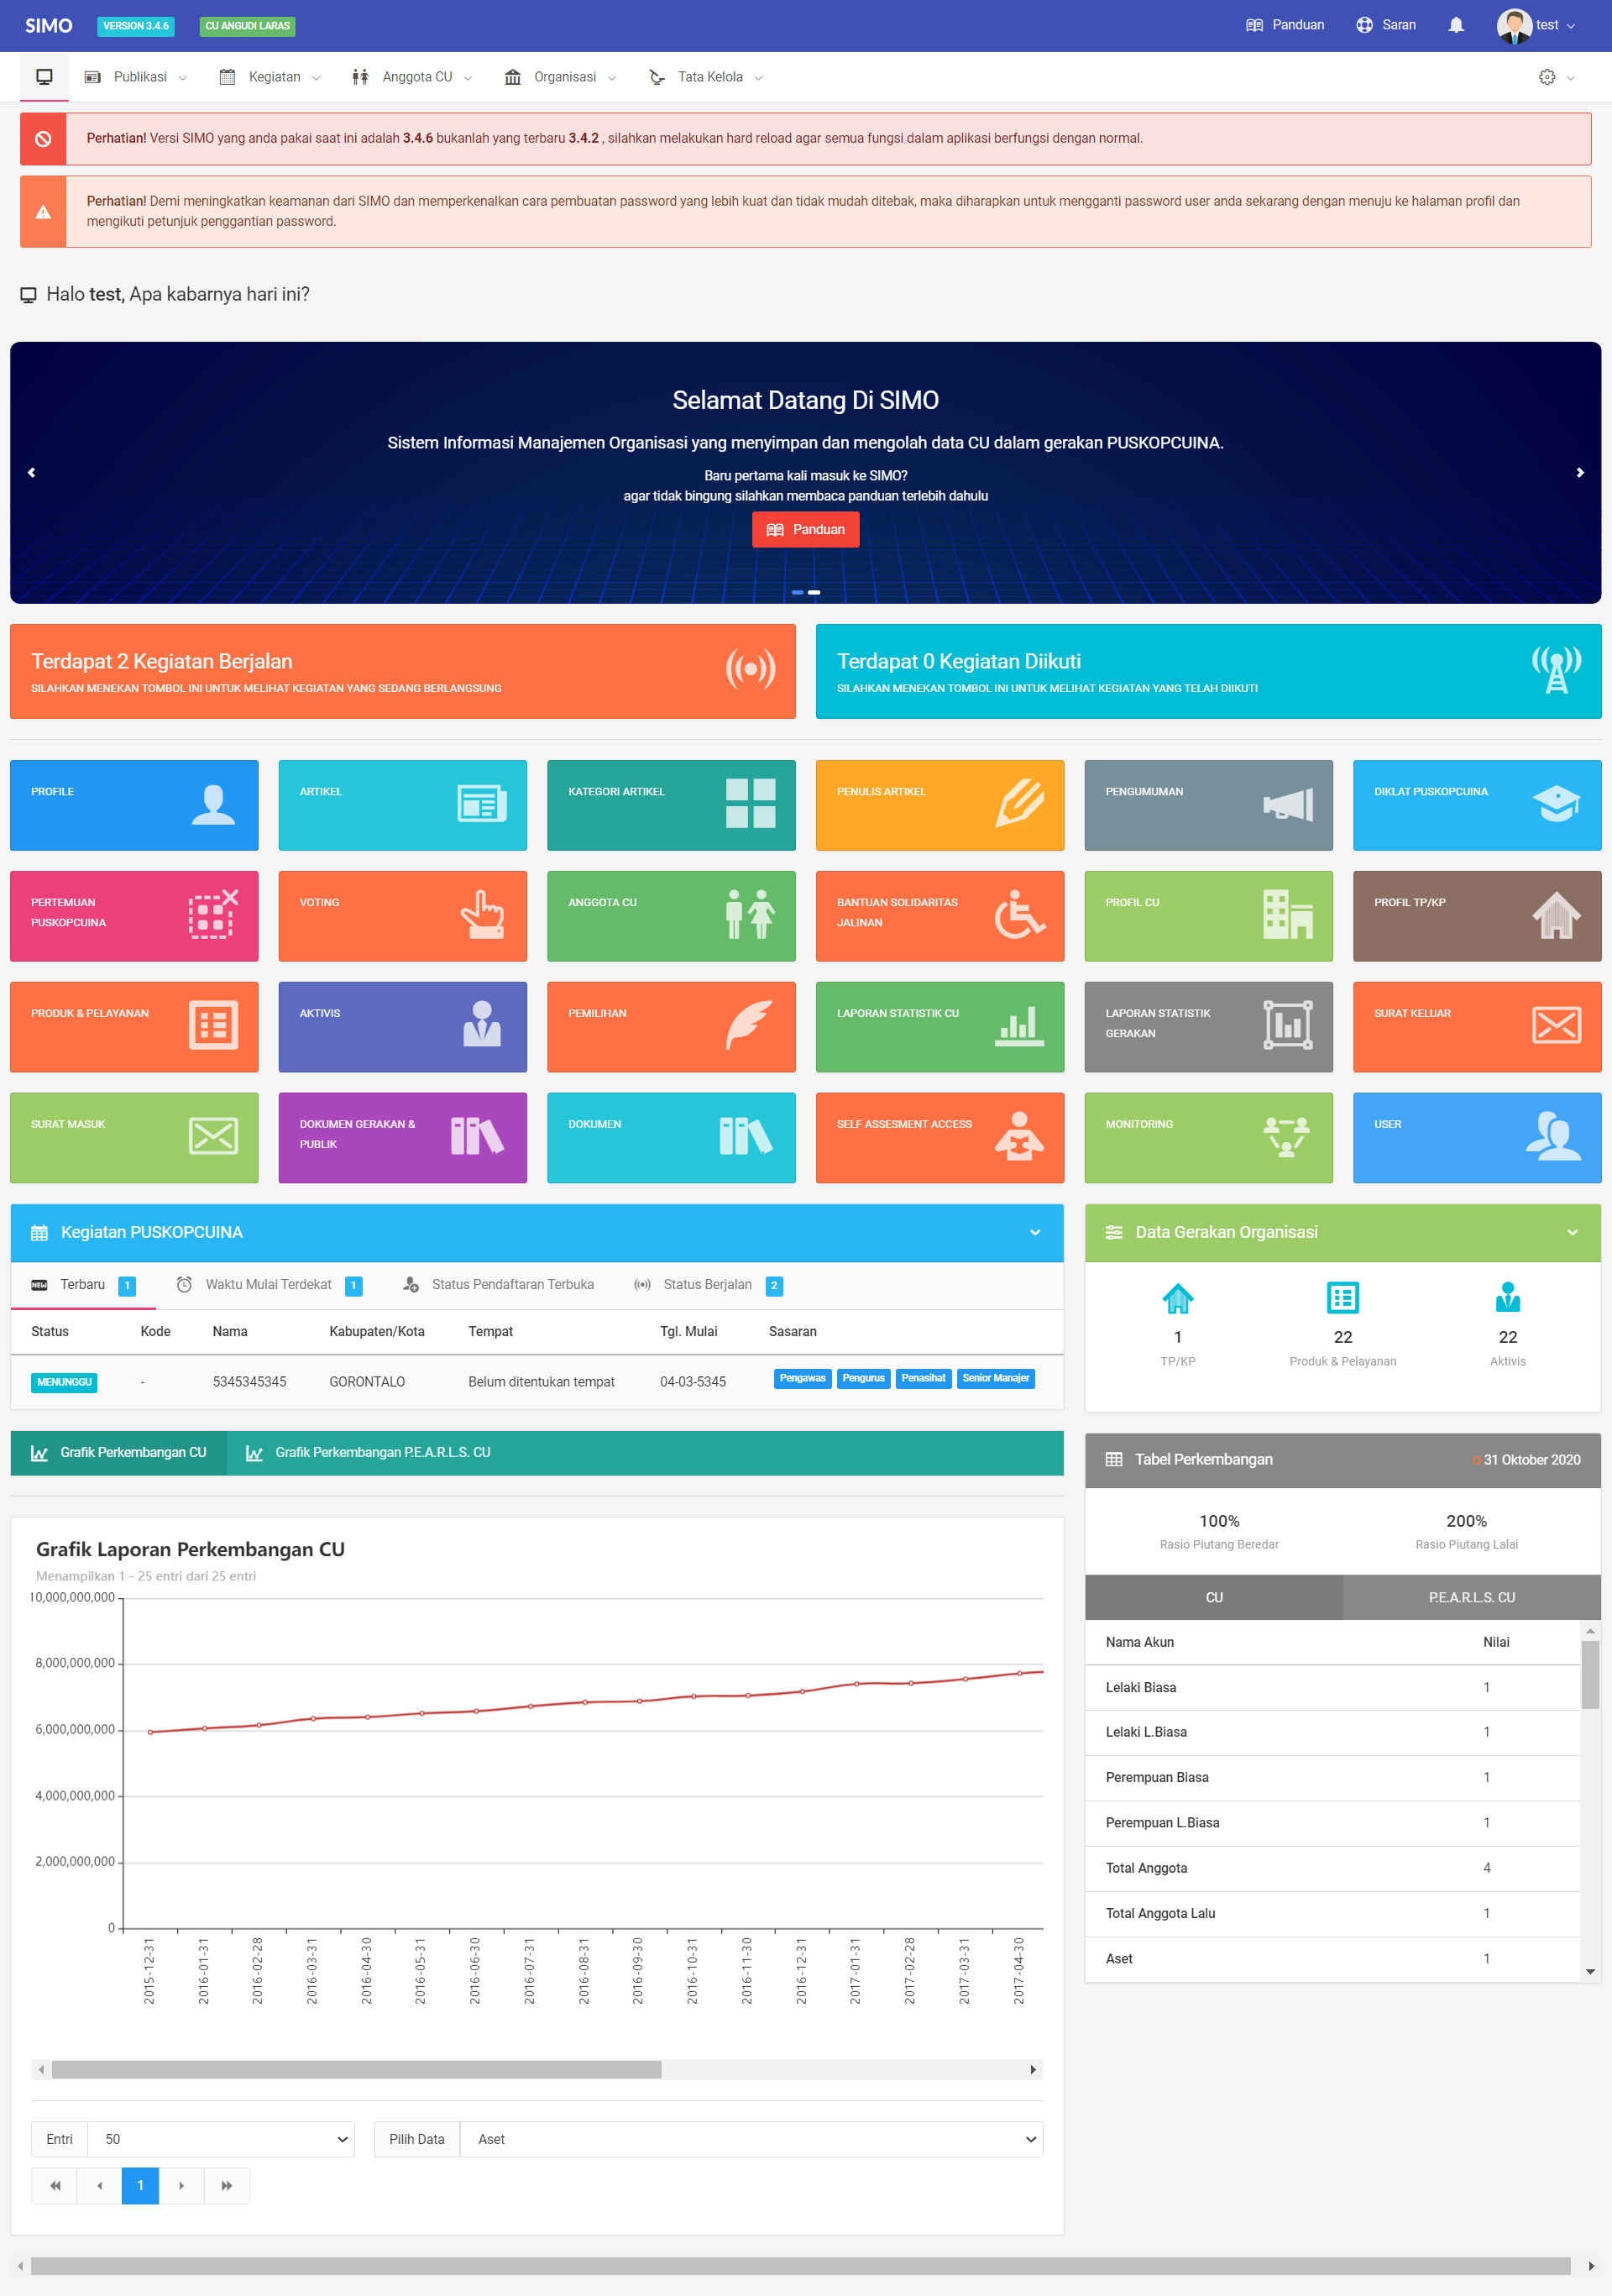 SIMO
VERSION 3.4.6
CU ANGUDI LARAS
Panduan
Saran
test
Publikasi
Kegiatan
Anggota CU
Organisasi
Tata Kelola
Perhatian! Versi SIMO yang anda pakai saat ini adalah 3.4.6 bukanlah yang terbaru 3.4.2 , silahkan melakukan hard reload agar semua fungsi dalam aplikasi berfungsi dengan normal.
Perhatian! Demi meningkatkan keamanan dari SIMO dan memperkenalkan cara pembuatan password yang lebih kuat dan tidak mudah ditebak, maka diharapkan untuk mengganti password user anda sekarang dengan menuju ke halaman profil dan
mengikuti petunjuk penggantian password.
Halo test, Apa kabarnya hari ini?
Selamat Datang Di SIMO
Sistem Informasi Manajemen Organisasi yang menyimpan dan mengolah data CU dalam gerakan PUSKOPCUINA.
Baru pertama kali masuk ke SIMO?
agar tidak bingung silahkan membaca panduan terlebih dahulu
Panduan
Terdapat 2 Kegiatan Berjalan
SILAHKAN MENEKAN TOMBOL INI UNTUK MELIHAT KEGIATAN YANG SEDANG BERLANGSUNG
Terdapat 0 Kegiatan Diikuti
SILAHKAN MENEKAN TOMBOL INI UNTUK MELIHAT KEGIATAN YANG TELAH DIIKUTI
PROFILE
ARTIKEL
KATEGORI ARTIKEL
PENULIS ARTIKEL
PENGUMUMAN
DIKLAT PUSKOPCUINA
PERTEMUAN
PUSKOPCUINA
VOTING
ANGGOTA CU
BANTUAN SOLIDARITAS
JALINAN
PROFIL CU
PROFIL TP/KP
PRODUK & PELAYANAN
AKTIVIS
PEMILIHAN
LAPORAN STATISTIK CU
LAPORAN STATISTIK
GERAKAN
SURAT KELUAR
SURAT MASUK
DOKUMEN GERAKAN &
PUBLIK
DOKUMEN
SELF ASSESMENT ACCESS
MONITORING
USER
Kegiatan PUSKOPCUINA
NEW Terbaru 1
Waktu Mulai Terdekat 1
Status Pendaftaran Terbuka
Status Berjalan 2
Status Kode Nama Kabupaten/Kota Tempat Tgl. Mulai Sasaran
MENUNGGU - 5345345345 GORONTALO Belum ditentukan tempat 04-03-5345 Pengawas Pengurus Penasihat Senior Manajer
Data Gerakan Organisasi
1 22 22
TP/KP Produk & Pelayanan Aktivis
Grafik Perkembangan CU
Grafik Perkembangan P.E.A.R.L.S. CU
Grafik Laporan Perkembangan CU
Menampilkan 1 - 25 entri dari 25 entri
10,000,000,000
8,000,000,000
6,000,000,000
4,000,000,000
2,000,000,000
0
2015-12-31
2016-01-31
2016-02-28
2016-03-31
2016-04-30
2016-05-31
2016-06-30
2016-07-31
2016-08-31
2016-09-30
2016-10-31
2016-11-30
2016-12-31
2017-01-31
2017-02-28
2017-03-31
2017-04-30
Entri 50
Pilih Data Aset
1
Tabel Perkembangan
31 Oktober 2020
100% 200%
Rasio Piutang Beredar Rasio Piutang Lalai
CU P.E.A.R.L.S. CU
Nama Akun Nilai
Lelaki Biasa 1
Lelaki L.Biasa 1
Perempuan Biasa 1
Perempuan L.Biasa 1
Total Anggota 4
Total Anggota Lalu 1
Aset 1